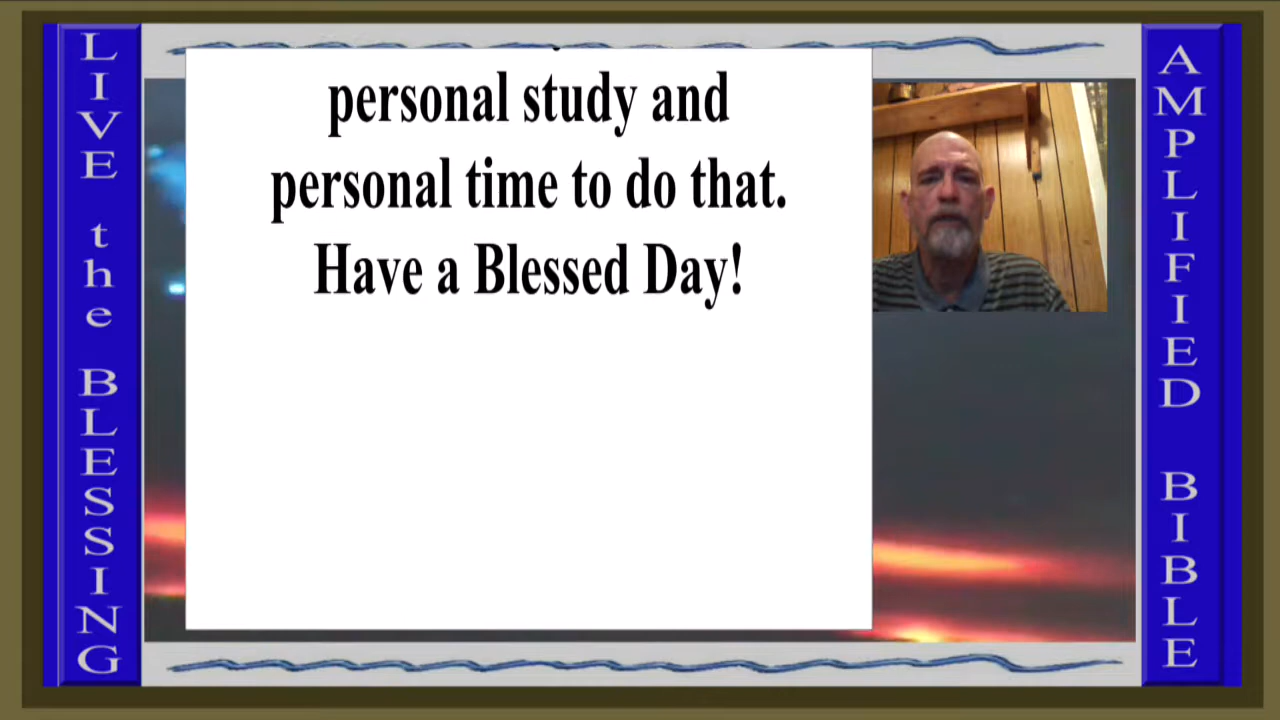 LIVE the BLESSING
personal study and
personal time to do that.
Have a Blessed Day!
AMPLIFIED BIBLE